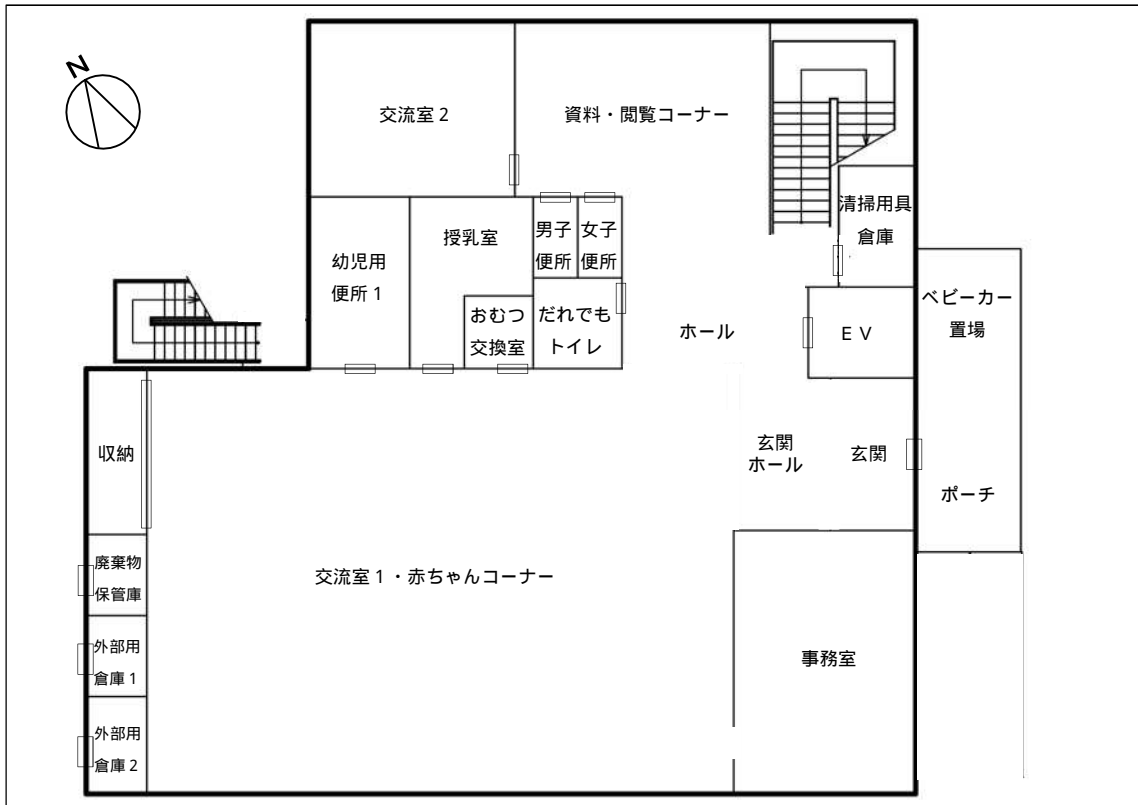 N
交流室２
資料・閲覧コーナー
清掃用具
倉庫
幼児用
便所１
授乳室
男子
便所
女子
便所
おむつ
交換室
だれでも
トイレ
ホール
ＥＶ
ベビーカー
置場
収納
玄関
ホール
玄関
ポーチ
廃棄物
保管庫
交流室１・赤ちゃんコーナー
外部用
倉庫１
事務室
外部用
倉庫２